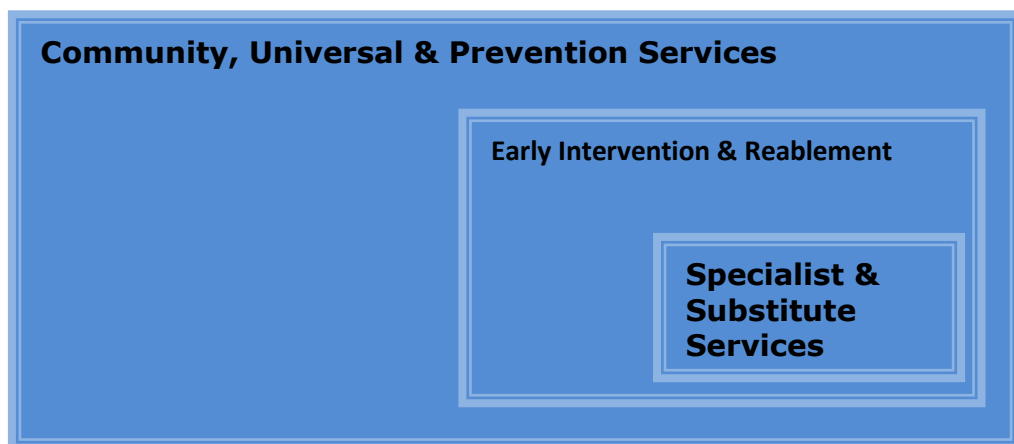 Community, Universal & Prevention Services
Early Intervention & Reablement
Specialist &
Substitute
Services